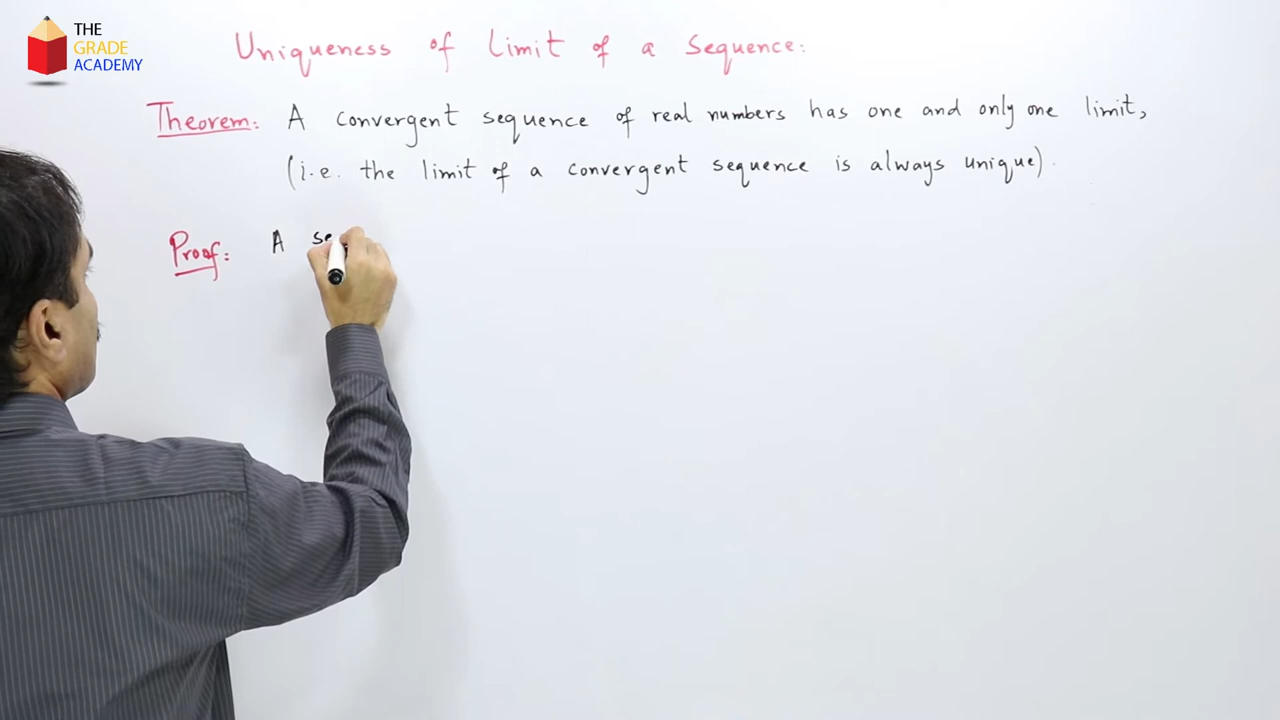 THE
GRADE
ACADEMY
Uniqueness of Limit of a Sequence:
Theorem: A convergent sequence of real numbers has one and only one limit,
(i.e. the limit of a convergent sequence is always unique).
Proof: A se